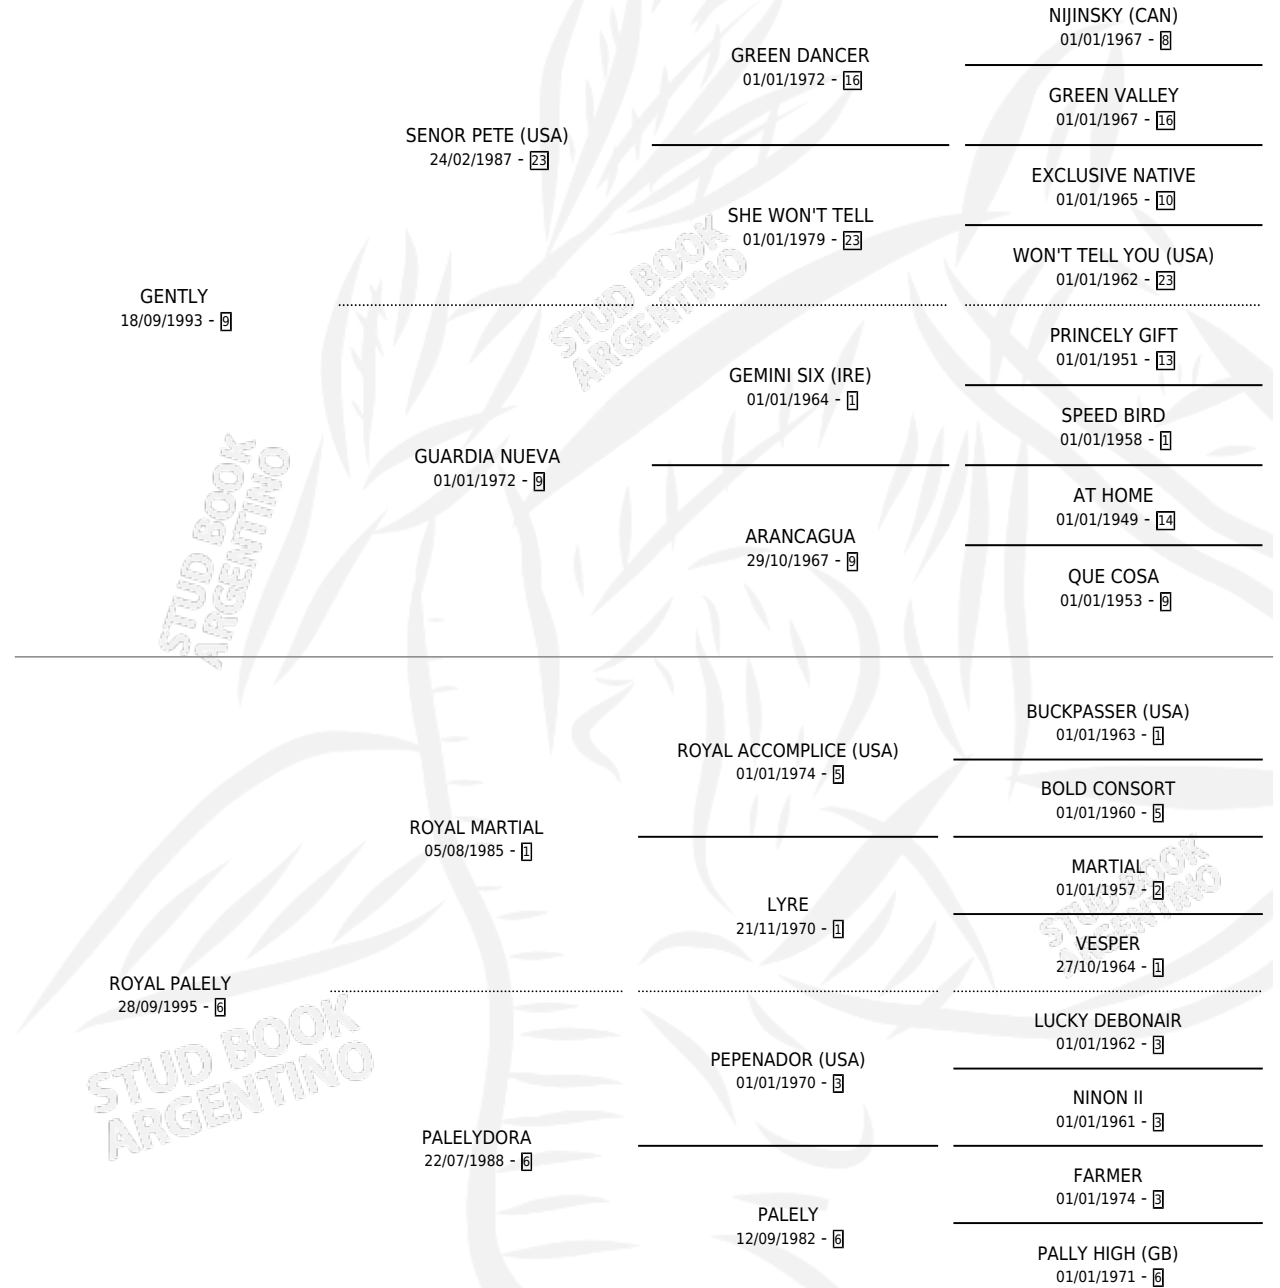 NIJINSKY (CAN)
01/01/1967 - 8
GREEN DANCER
01/01/1972 - 16
GREEN VALLEY
01/01/1967 - 16
SENOR PETE (USA)
24/02/1987 - 23
EXCLUSIVE NATIVE
01/01/1965 - 10
SHE WON'T TELL
01/01/1979 - 23
WON'T TELL YOU (USA)
01/01/1962 - 23
GENTLY
18/09/1993 - 9
STUD BOOK
ARGENTINO
PRINCELY GIFT
01/01/1951 - 13
GEMINI SIX (IRE)
01/01/1964 - 1
SPEED BIRD
01/01/1958 - 1
GUARDIA NUEVA
01/01/1972 - 9
AT HOME
01/01/1949 - 14
ARANCAGUA
29/10/1967 - 9
QUE COSA
01/01/1953 - 9
STUD BOOK
ARGENTINO
BUCKPASSER (USA)
01/01/1963 - 1
ROYAL ACCOMPLICE (USA)
01/01/1974 - 5
BOLD CONSORT
01/01/1960 - 5
ROYAL MARTIAL
05/08/1985 - 1
MARTIAL
01/01/1957 - 2
LYRE
21/11/1970 - 1
STUD BOOK
ARGENTINO
VESPER
27/10/1964 - 1
ROYAL PALELY
28/09/1995 - 6
LUCKY DEBONAIR
01/01/1962 - 3
PEPENADOR (USA)
01/01/1970 - 3
NINON II
01/01/1961 - 3
STUD BOOK
ARGENTINO
PALELYDORA
22/07/1988 - 6
FARMER
01/01/1974 - 3
PALELY
12/09/1982 - 6
PALLY HIGH (GB)
01/01/1971 - 6